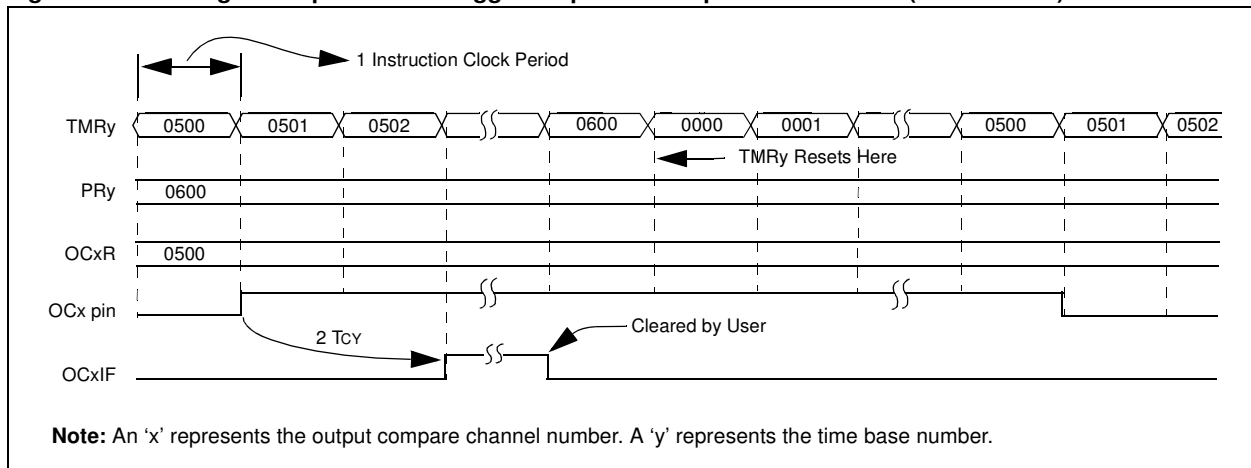 1 Instruction Clock Period
TMRy 0500 0501 0502 0600 0000 0001 0500 0501 0502
TMRy Resets Here
PRy 0600
OCxR 0500
OCx pin
2 TCY
Cleared by User
OCxIF
Note: An 'x' represents the output compare channel number. A 'y' represents the time base number.